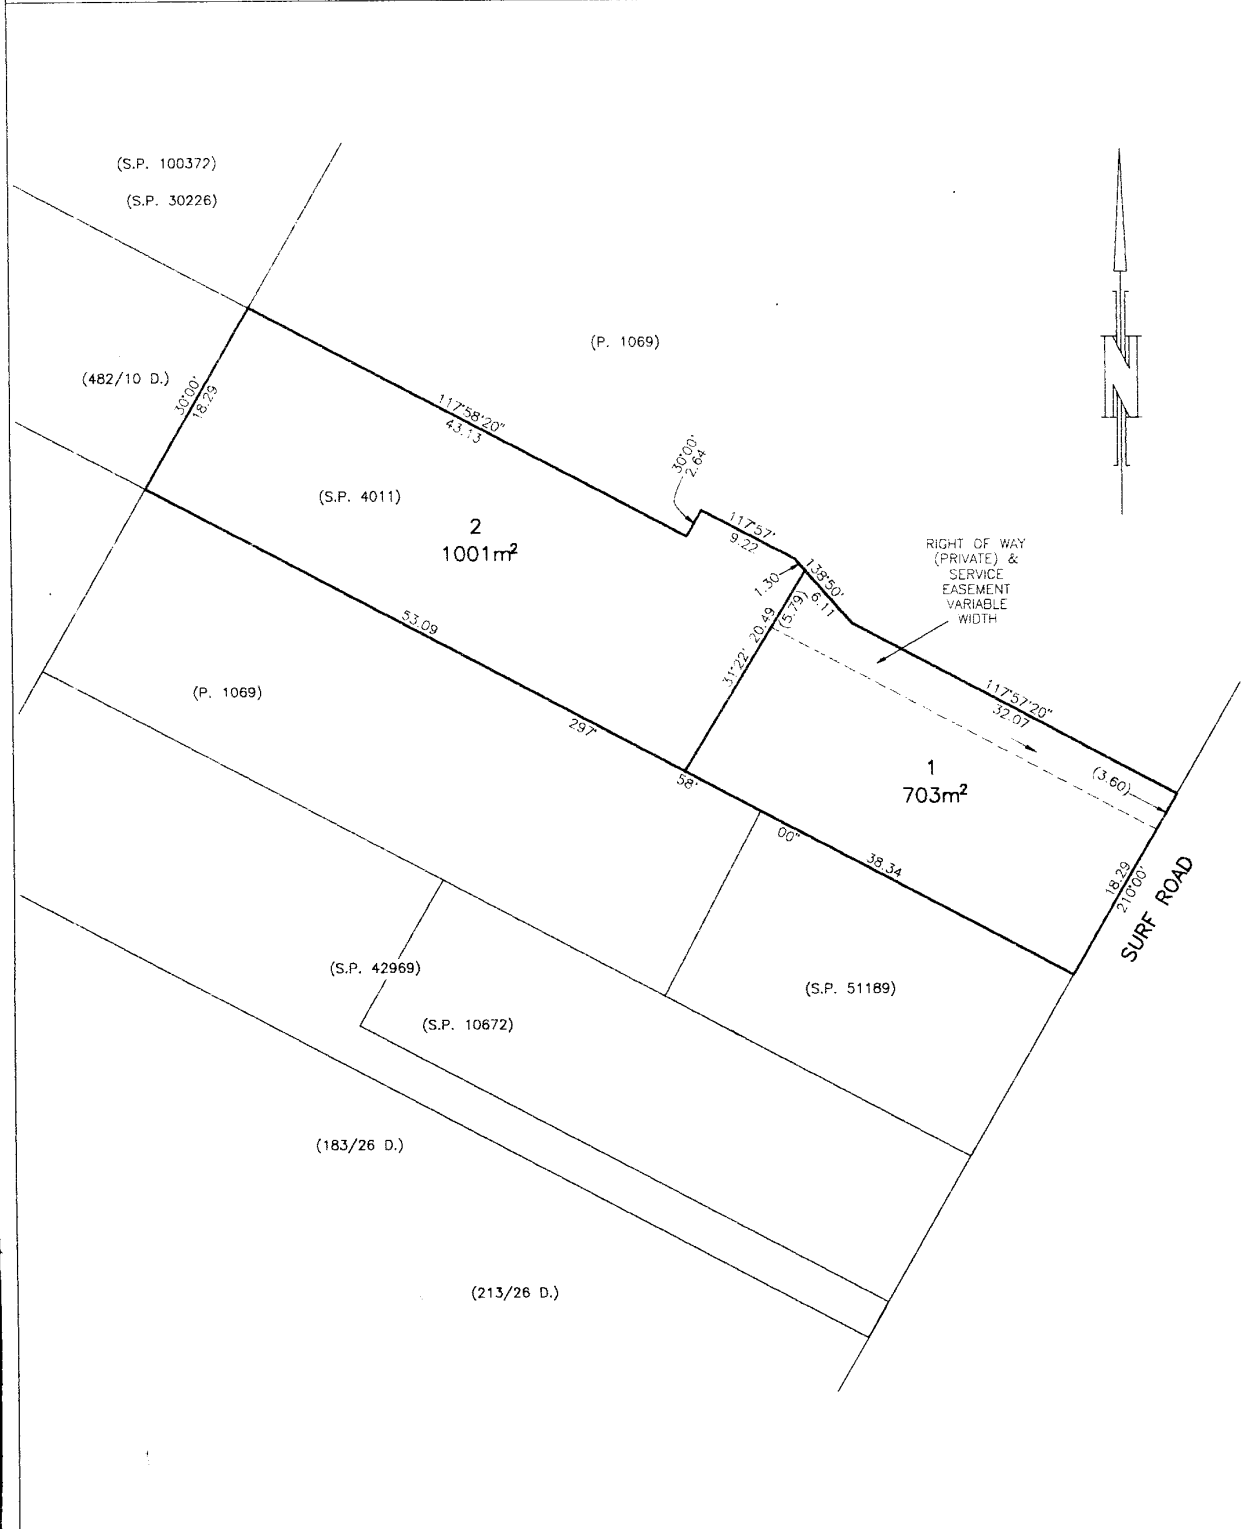 (S.P. 100372)
(S.P. 30226)
(P. 1069)
(482/10 D.)
30°00'
18.29
117°58'20"
43.13
30°00'
2.64
(S.P. 4011)
2
1001m²
117°57'
9.22
1.30
138°50'
6.11
RIGHT OF WAY
(PRIVATE) &
SERVICE
EASEMENT
VARIABLE
WIDTH
N
31°22' 20.49
(5.79)
53.09
(P. 1069)
117°57'20"
32.07
297°
58'
00"
1
703m²
(3.60)
38.34
18.29
210°00'
SURF ROAD
(S.P. 42969)
(S.P. 51189)
(S.P. 10672)
(183/26 D.)
(213/26 D.)